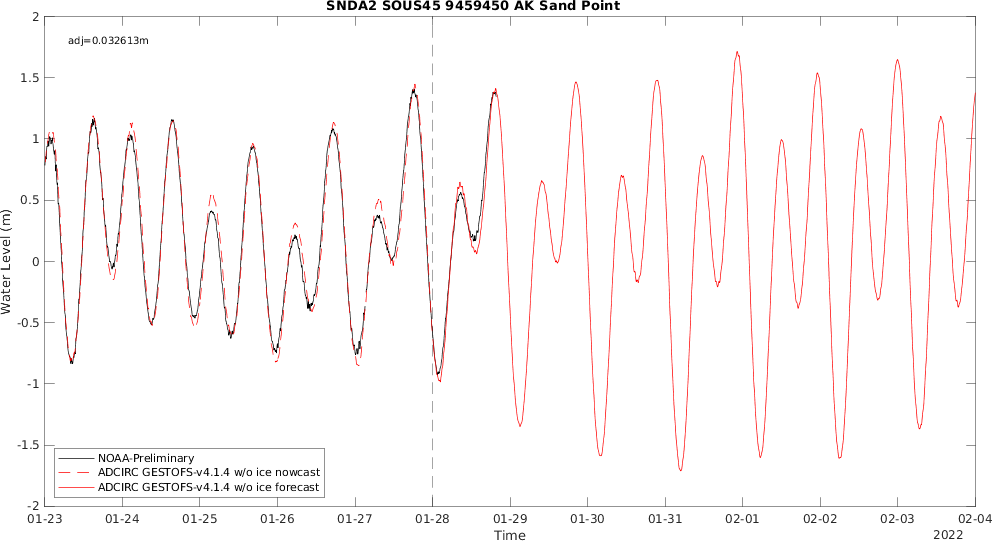 SNDA2 SOUS45 9459450 AK Sand Point
adj=0.032613m
2
1.5
1
0.5
0
-0.5
-1
-1.5
-2
Water Level (m)
NOAA-Preliminary
ADCIRC GESTOFS-v4.1.4 w/o ice nowcast
ADCIRC GESTOFS-v4.1.4 w/o ice forecast
01-23 01-24 01-25 01-26 01-27 01-28 01-29 01-30 01-31 02-01 02-02 02-03 02-04
Time
2022